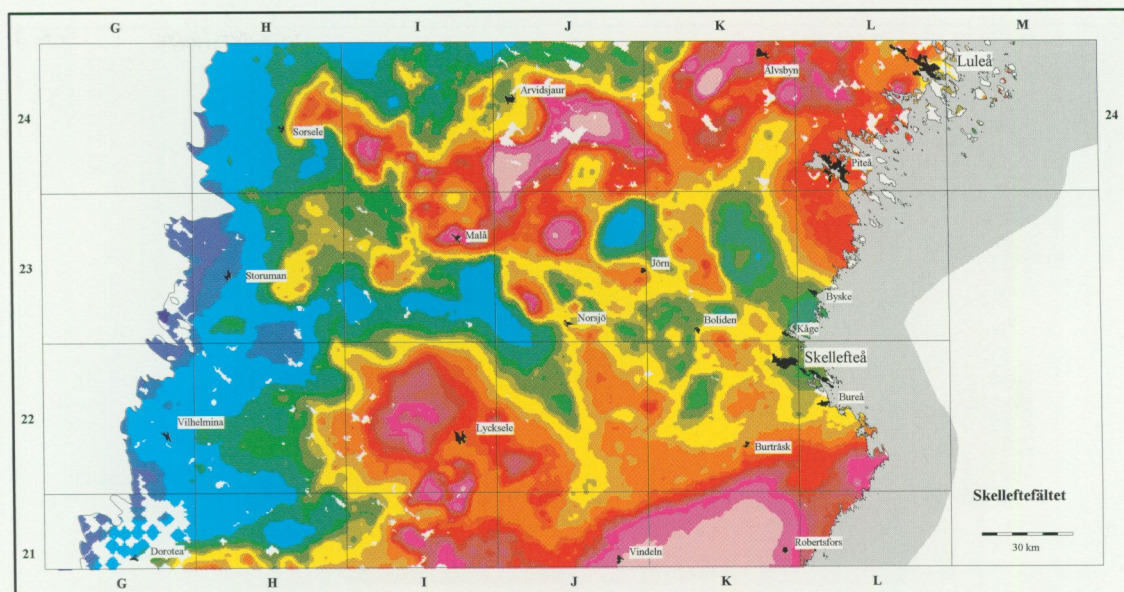 G H I J K L M
Luleå
Älvsbyn
Arvidsjaur
24 24
Sorsele
Piteå
Malå
23
Storuman
Jörn
Byske
Norsjö
Boliden
Kåge
Skellefteå
Bureå
22
Vilhelmina
Lycksele
Burträsk
Skelleftefältet
30 km
21
Dorotea
Vindeln
Robertsfors
G H I J K L